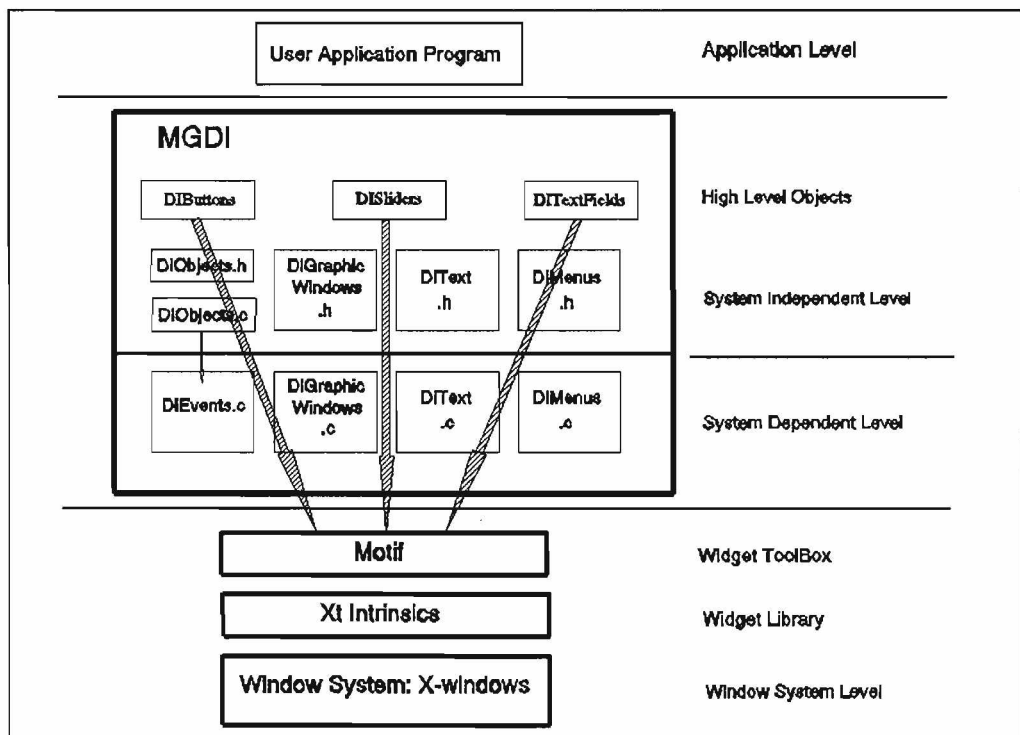 User Application Program
Application Level
MGDI
DIButtons
DISliders
DITextFields
High Level Objects
DIObjects.h
DIGraphic
Windows
.h
DIText
.h
DIMenus
.h
DIObjects.c
System Independent Level
DIEvents.c
DIGraphic
Windows
.c
DIText
.c
DIMenus
.c
System Dependent Level
Motif
Widget ToolBox
Xt Intrinsics
Widget Library
Window System: X-windows
Window System Level